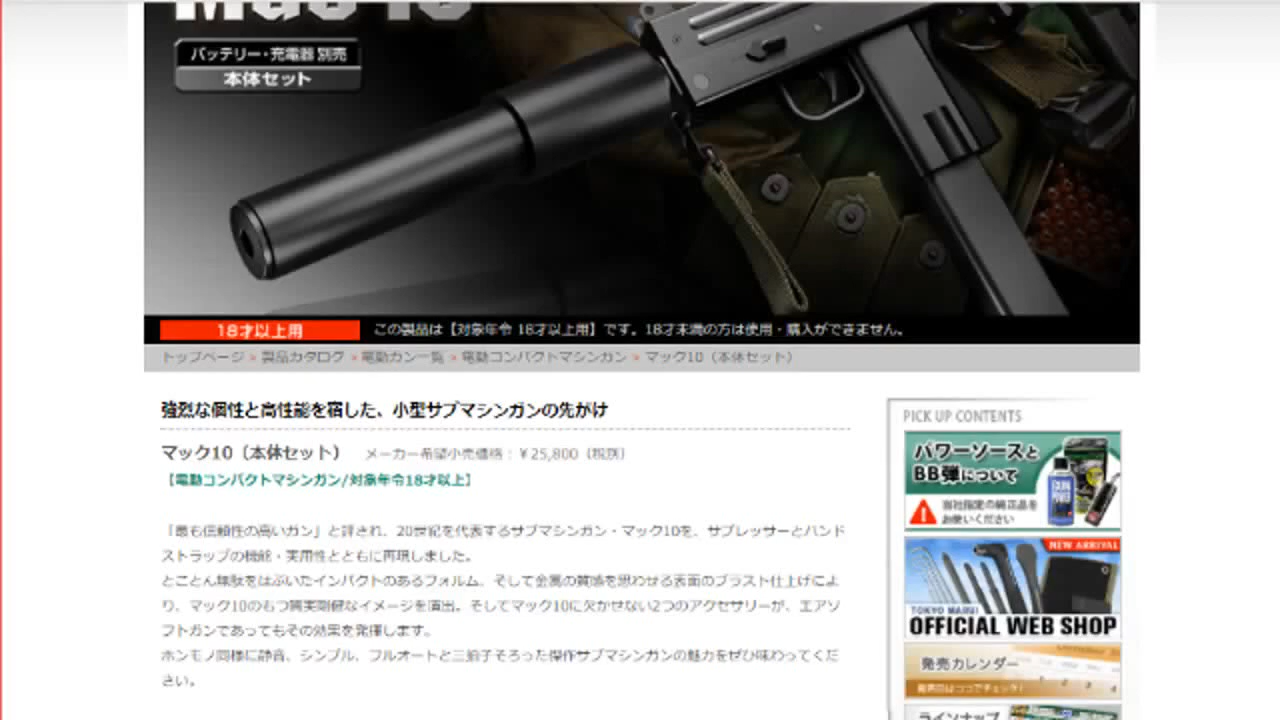 Mac 10
バッテリー・充電器 別売
本体セット
18才以上用
この製品は【対象年令 18才以上用】です。18才未満の方は使用・購入ができません。
トップページ » 製品カタログ » 電動ガン一覧 » 電動コンパクトマシンガン » マック10（本体セット）
強烈な個性と高性能を宿した、小型サブマシンガンの先がけ
マック10（本体セット） メーカー希望小売価格：￥25,800（税別）
【電動コンパクトマシンガン/対象年令18才以上】
「最も信頼性の高いガン」と評され、20世紀を代表するサブマシンガン・マック10を、サプレッサーとハンド
ストラップの機能・実用性とともに再現しました。
とことん無駄をはぶいたインパクトのあるフォルム、そして金属の質感を思わせる表面のブラスト仕上げによ
り、マック10のもつ質実剛健なイメージを演出。そしてマック10に欠かせない2つのアクセサリーが、エアソ
フトガンであってもその効果を発揮します。
ホンモノ同様に静音、シンプル、フルオートと三拍子そろった傑作サブマシンガンの魅力をぜひ味わってくだ
さい。
PICK UP CONTENTS
パワーソースと
BB弾について
当社指定の純正品を
お使いください
NEW ARRIVAL
TOKYO MARUI
OFFICIAL WEB SHOP
発売カレンダー
発売日はココでチェック！
ラインナップ